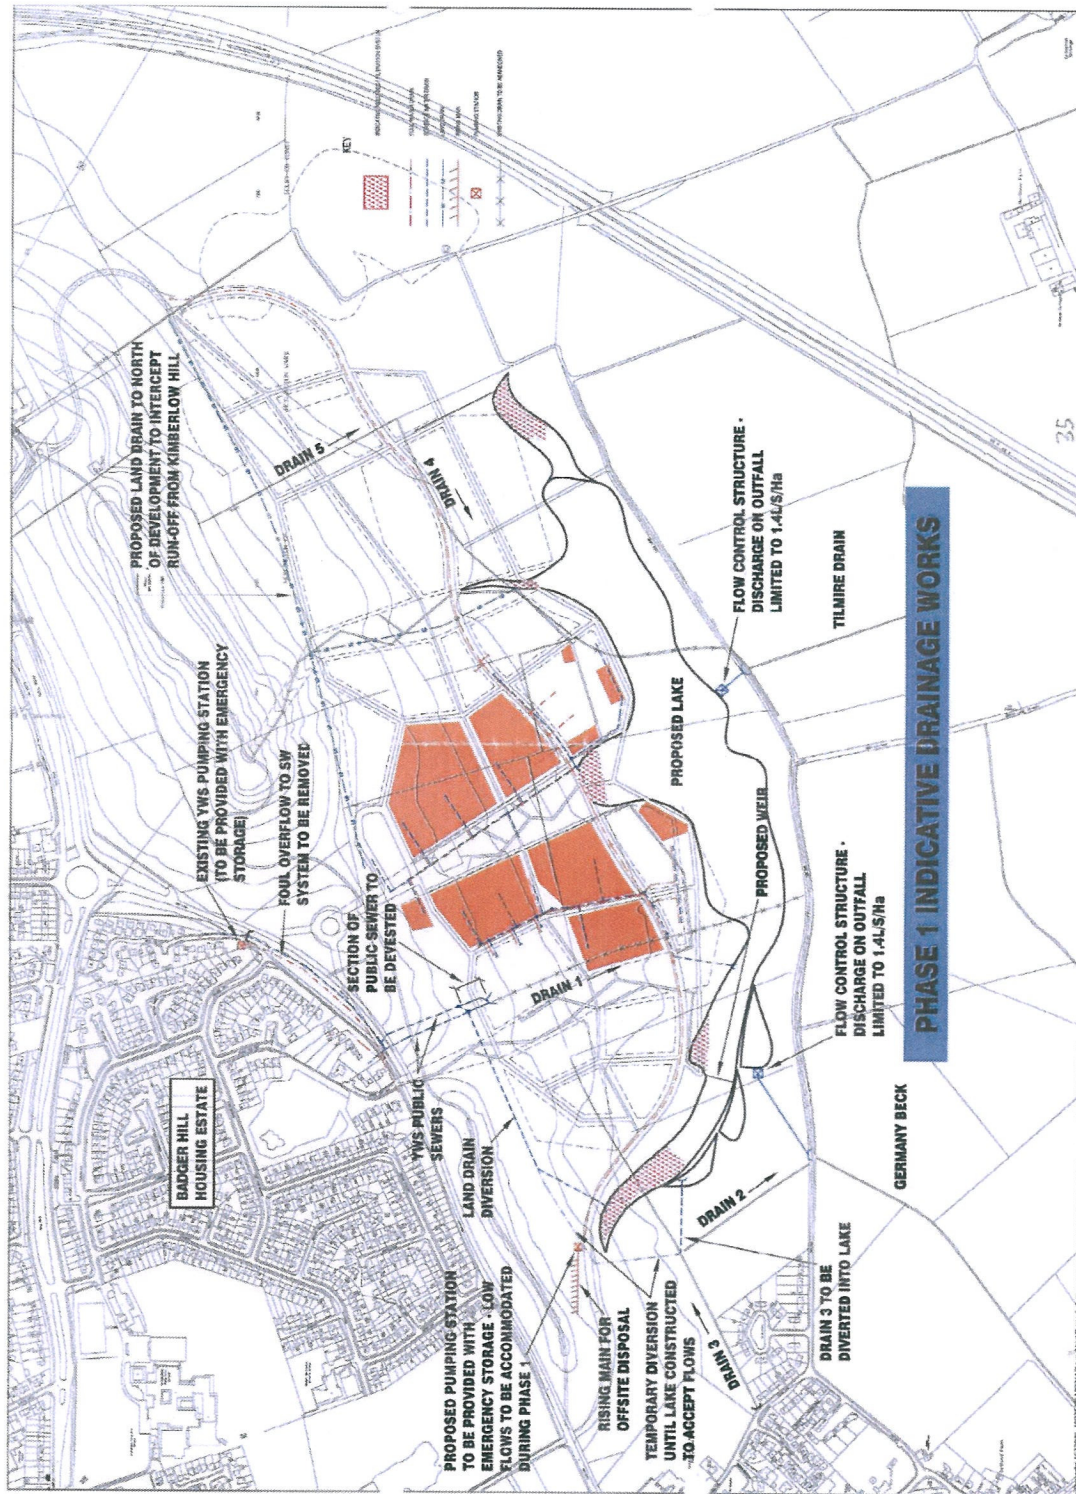 PROPOSED LAND DRAIN TO NORTH
OF DEVELOPMENT TO INTERCEPT
RUN-OFF FROM KIMBERLOW HILL
KEY
EXISTING YWS PUMPING STATION
(TO BE PROVIDED WITH EMERGENCY
STORAGE)
FOUL OVERFLOW TO SW
SYSTEM TO BE REMOVED
SECTION OF
PUBLIC SEWER TO
BE DEVESTED
BADGER HILL
HOUSING ESTATE
YWS PUBLIC
SEWERS
LAND DRAIN
DIVERSION
PROPOSED PUMPING STATION
TO BE PROVIDED WITH
EMERGENCY STORAGE - LOW
FLOWS TO BE ACCOMMODATED
DURING PHASE 1
RISING MAIN FOR
OFFSITE DISPOSAL
TEMPORARY DIVERSION
UNTIL LAKE CONSTRUCTED
TO ACCEPT FLOWS
DRAIN 5
DRAIN 4
DRAIN 1
DRAIN 2
DRAIN 3
PROPOSED LAKE
PROPOSED WEIR
FLOW CONTROL STRUCTURE -
DISCHARGE ON OUTFALL
LIMITED TO 1.4L/S/Ha
TILMIRE DRAIN
FLOW CONTROL STRUCTURE -
DISCHARGE ON OUTFALL
LIMITED TO 1.4L/S/Ha
GERMANY BECK
DRAIN 3 TO BE
DIVERTED INTO LAKE
PHASE 1 INDICATIVE DRAINAGE WORKS
35